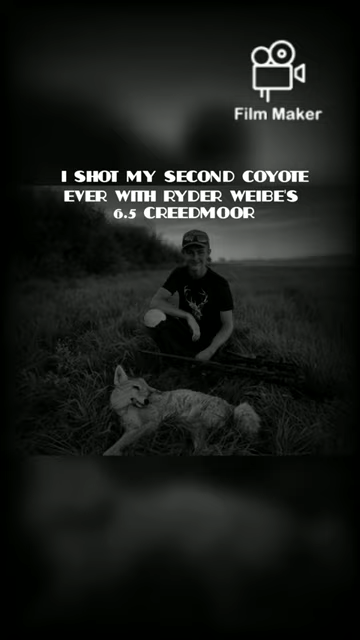 Film Maker
I SHOT MY SECOND COYOTE
EVER WITH RYDER WEIBE'S
6.5 CREEDMOOR